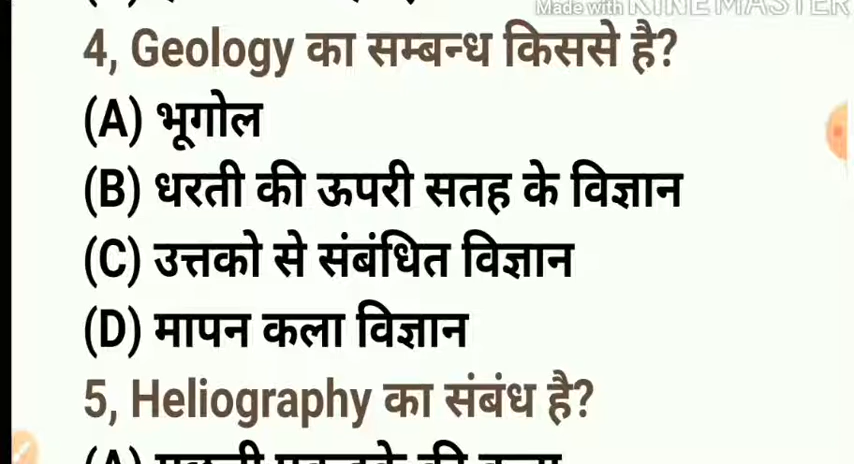 Made with KINEMASTER
4, Geology का सम्बन्ध किससे है?
(A) भूगोल
(B) धरती की ऊपरी सतह के विज्ञान
(C) उत्तको से संबंधित विज्ञान
(D) मापन कला विज्ञान
5, Heliography का संबंध है?
(A)